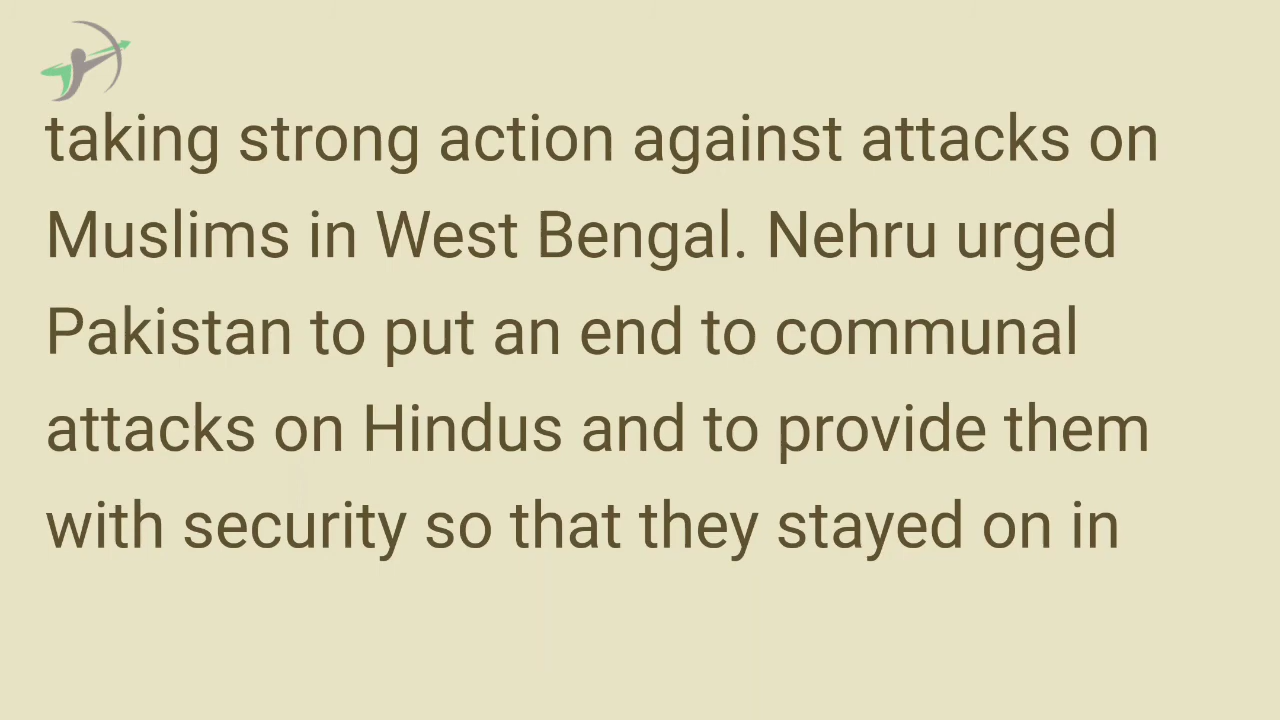 taking strong action against attacks on
Muslims in West Bengal. Nehru urged
Pakistan to put an end to communal
attacks on Hindus and to provide them
with security so that they stayed on in